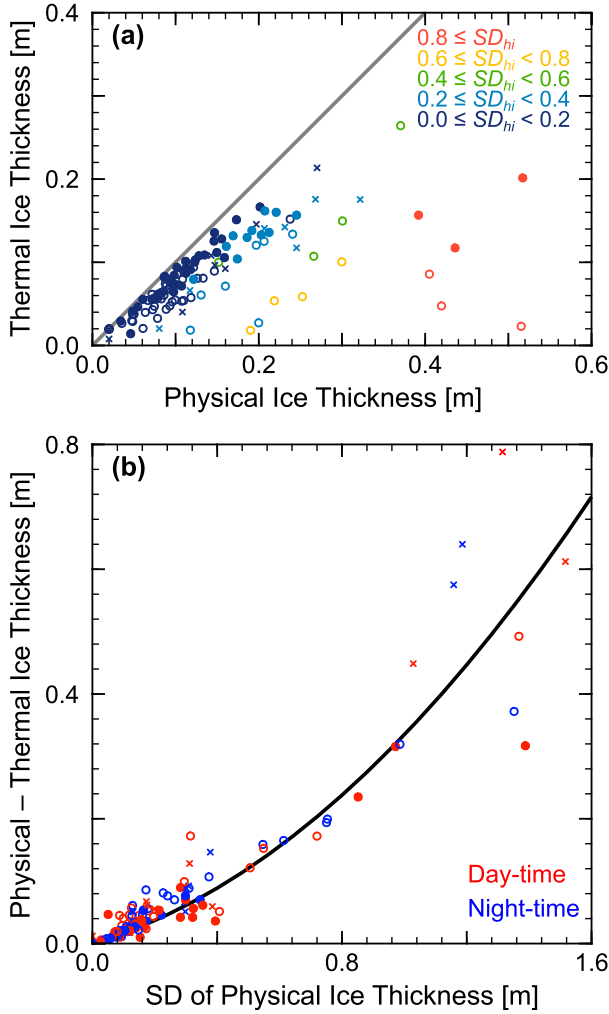 (a)
0.8 ≤ SD_hi
0.6 ≤ SD_hi < 0.8
0.4 ≤ SD_hi < 0.6
0.2 ≤ SD_hi < 0.4
0.0 ≤ SD_hi < 0.2
Thermal Ice Thickness [m]
0.4
0.2
0.0
0.0 0.2 0.4 0.6
Physical Ice Thickness [m]
(b)
Physical – Thermal Ice Thickness [m]
0.8
0.4
0.0
Day-time
Night-time
0.0 0.8 1.6
SD of Physical Ice Thickness [m]